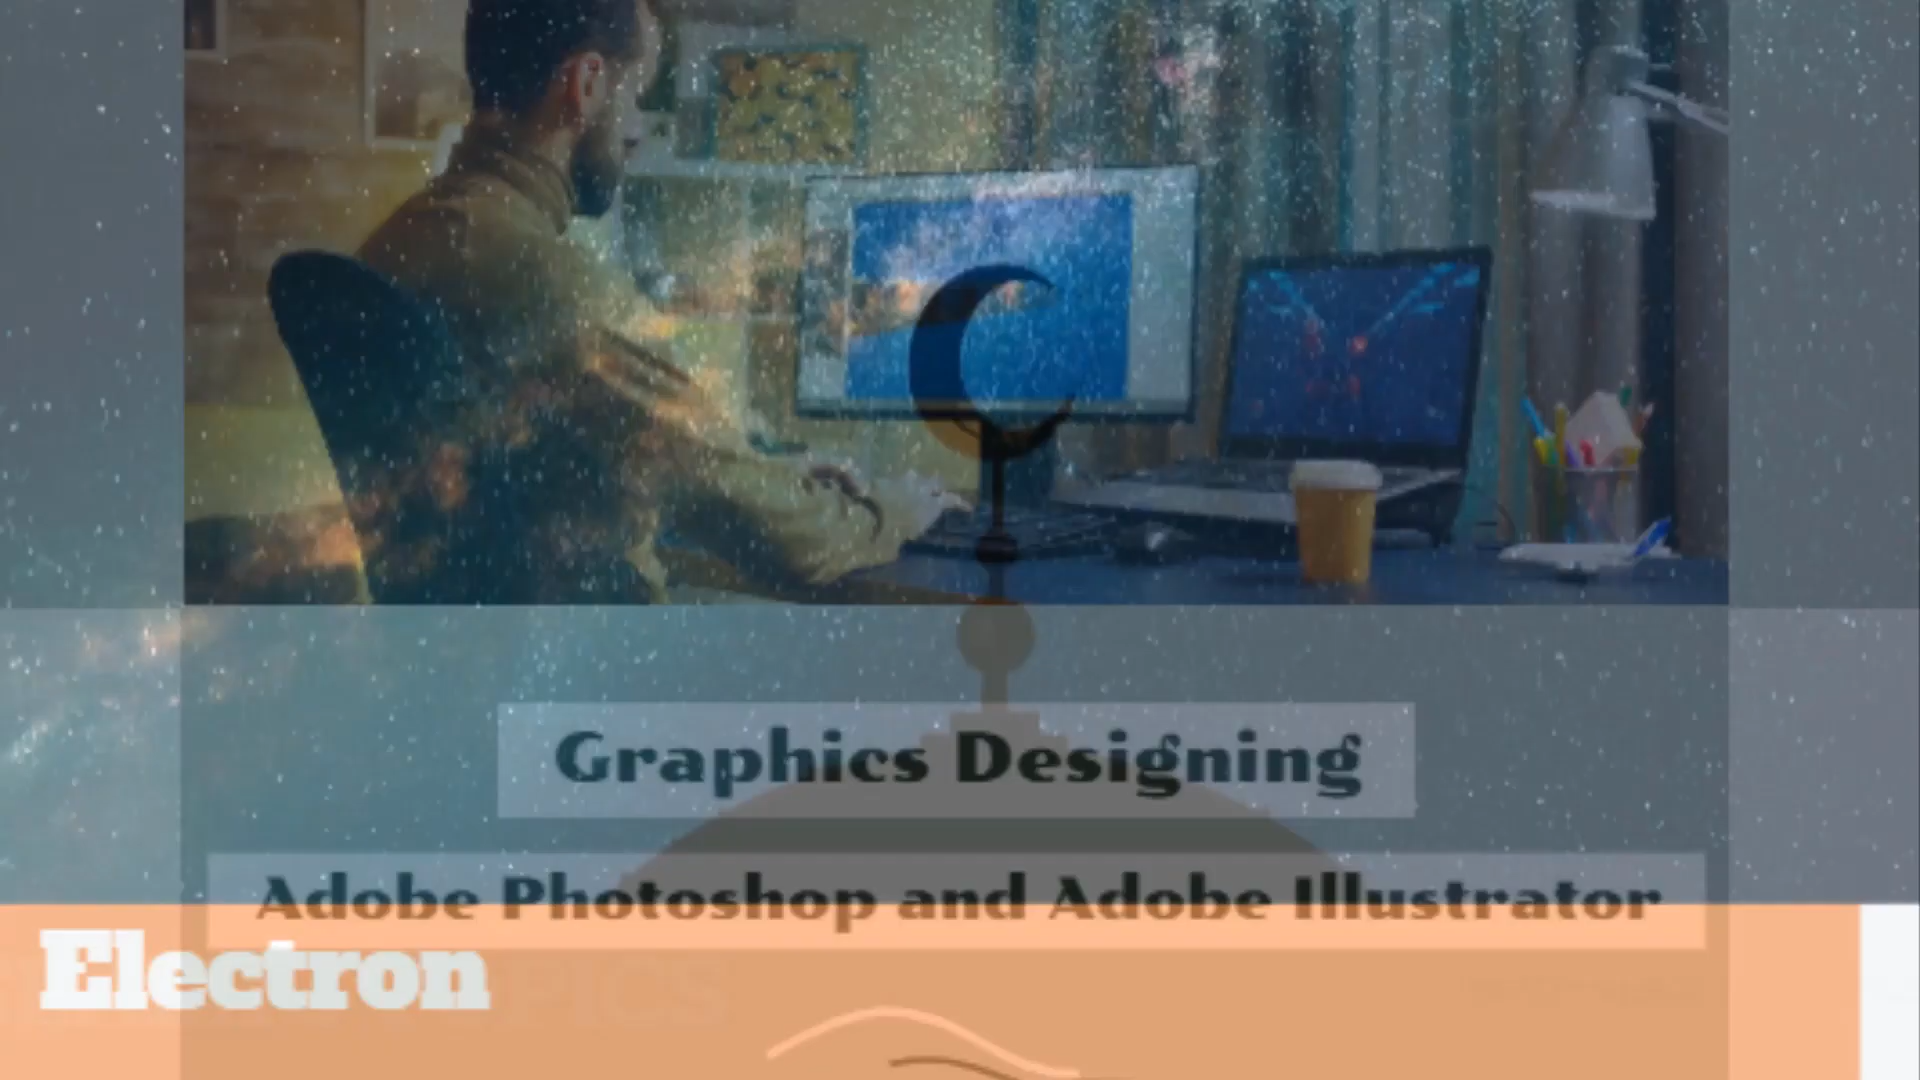 Graphics Designing
Adobe Photoshop and Adobe Illustrator
Electron